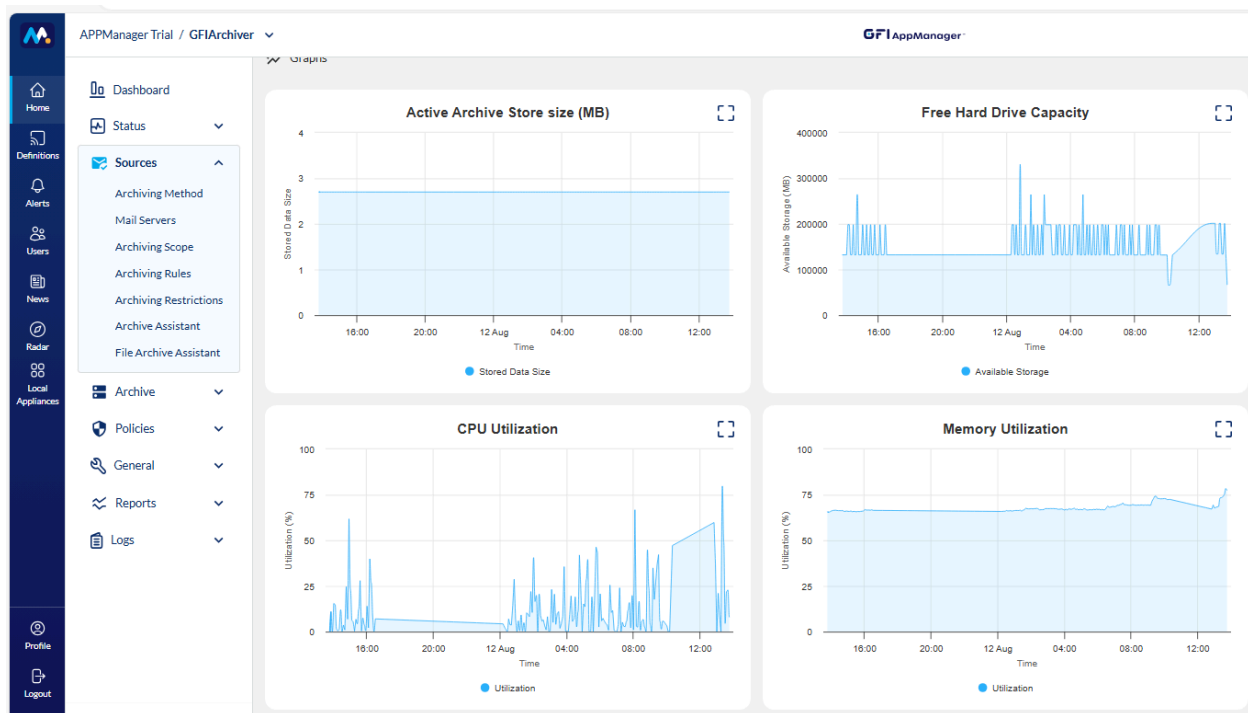 APPManager Trial / GFIArchiver
GFI AppManager
Home
Definitions
Alerts
Users
News
Radar
Local
Appliances
Profile
Logout
Dashboard
Status
Sources
Archiving Method
Mail Servers
Archiving Scope
Archiving Rules
Archiving Restrictions
Archive Assistant
File Archive Assistant
Archive
Policies
General
Reports
Logs
Graphs
Active Archive Store size (MB)
Stored Data Size
4
3
2
1
0
16:00 20:00 12 Aug 04:00 08:00 12:00
Time
Stored Data Size
Free Hard Drive Capacity
Available Storage (MB)
400000
300000
200000
100000
0
16:00 20:00 12 Aug 04:00 08:00 12:00
Time
Available Storage
CPU Utilization
Utilization (%)
100
75
50
25
0
16:00 20:00 12 Aug 04:00 08:00 12:00
Time
Utilization
Memory Utilization
Utilization (%)
100
75
50
25
0
16:00 20:00 12 Aug 04:00 08:00 12:00
Time
Utilization